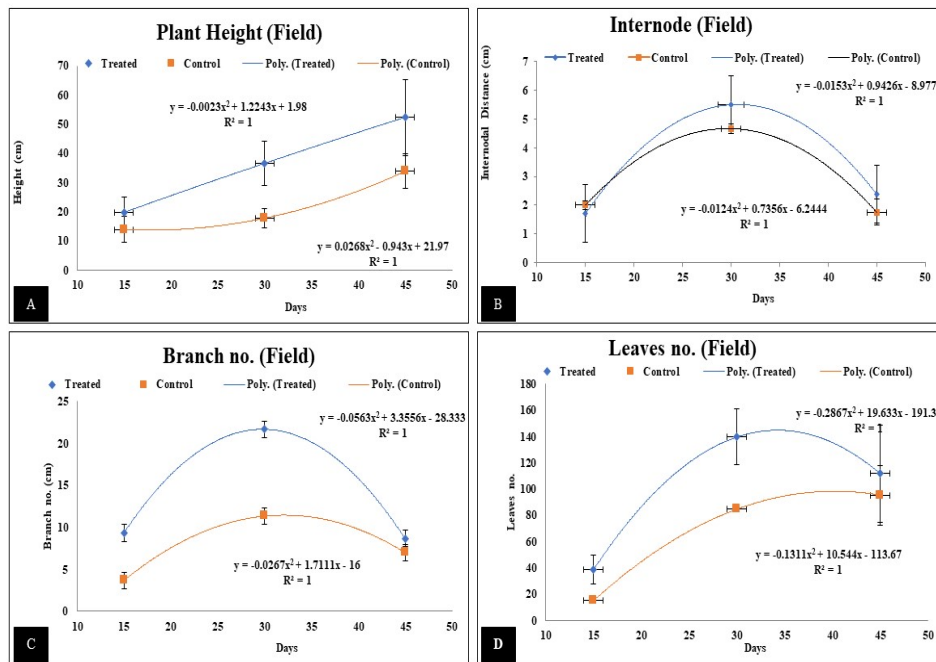 Plant Height (Field)
Treated
Control
Poly. (Treated)
Poly. (Control)
y = -0.0023x² + 1.2243x + 1.98
R² = 1
y = 0.0268x² - 0.943x + 21.97
R² = 1
Height (cm)
70
60
50
40
30
20
10
0
10 15 20 25 30 35 40 45 50
Days
A
Internode (Field)
Treated
Control
Poly. (Treated)
Poly. (Control)
y = -0.0153x² + 0.9426x - 8.977
R² = 1
y = -0.0124x² + 0.7356x - 6.2444
R² = 1
Internodal Distance (cm)
7
6
5
4
3
2
1
0
10 15 20 25 30 35 40 45 50
Days
B
Branch no. (Field)
Treated
Control
Poly. (Treated)
Poly. (Control)
y = -0.0563x² + 3.3556x - 28.333
R² = 1
y = -0.0267x² + 1.7111x - 16
R² = 1
Branch no. (cm)
25
20
15
10
5
0
10 15 20 25 30 35 40 45 50
Days
C
Leaves no. (Field)
Treated
Control
Poly. (Treated)
Poly. (Control)
y = -0.2867x² + 19.633x - 191.3
R² = 1
y = -0.1311x² + 10.544x - 113.67
R² = 1
Leaves no.
180
160
140
120
100
80
60
40
20
0
10 15 20 25 30 35 40 45 50
Days
D